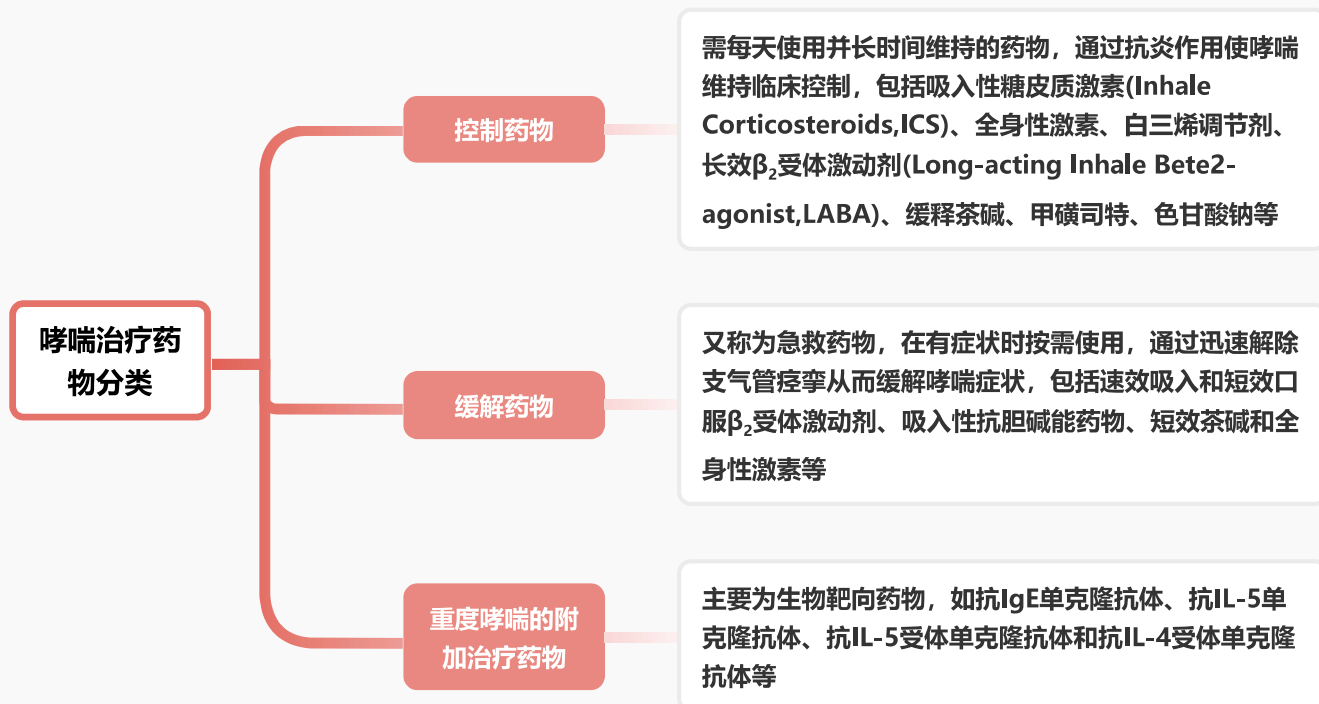 哮喘治疗药
物分类
控制药物
需每天使用并长时间维持的药物，通过抗炎作用使哮喘
维持临床控制，包括吸入性糖皮质激素(Inhale
Corticosteroids,ICS)、全身性激素、白三烯调节剂、
长效β₂受体激动剂(Long-acting Inhale Bete2-
agonist,LABA)、缓释茶碱、甲磺司特、色甘酸钠等
缓解药物
又称为急救药物，在有症状时按需使用，通过迅速解除
支气管痉挛从而缓解哮喘症状，包括速效吸入和短效口
服β₂受体激动剂、吸入性抗胆碱能药物、短效茶碱和全
身性激素等
重度哮喘的附
加治疗药物
主要为生物靶向药物，如抗IgE单克隆抗体、抗IL-5单
克隆抗体、抗IL-5受体单克隆抗体和抗IL-4受体单克隆
抗体等